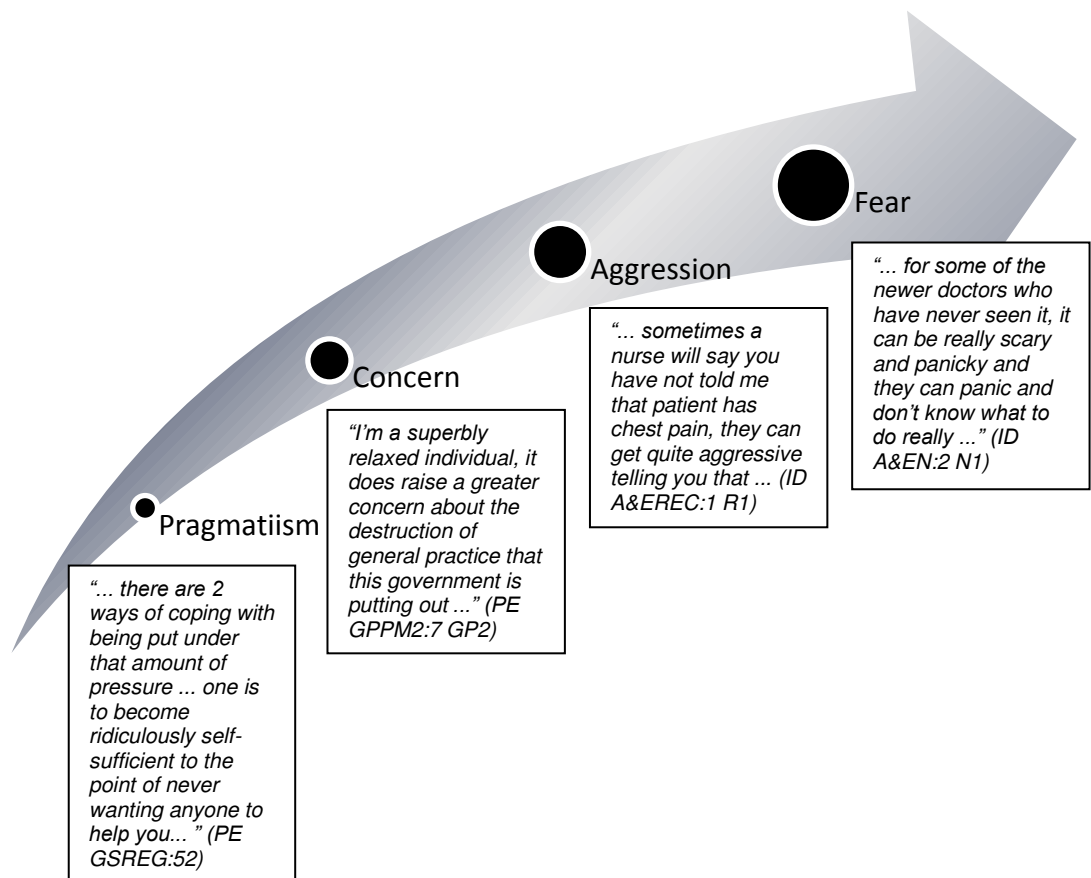 Pragmatiism
“... there are 2
ways of coping with
being put under
that amount of
pressure ... one is
to become
ridiculously self-
sufficient to the
point of never
wanting anyone to
help you... ” (PE
GSREG:52)
Concern
“I’m a superbly
relaxed individual, it
does raise a greater
concern about the
destruction of
general practice that
this government is
putting out ...” (PE
GPPM2:7 GP2)
Aggression
“... sometimes a
nurse will say you
have not told me
that patient has
chest pain, they can
get quite aggressive
telling you that ... (ID
A&EREC:1 R1)
Fear
“... for some of the
newer doctors who
have never seen it, it
can be really scary
and panicky and
they can panic and
don’t know what to
do really ...” (ID
A&EN:2 N1)